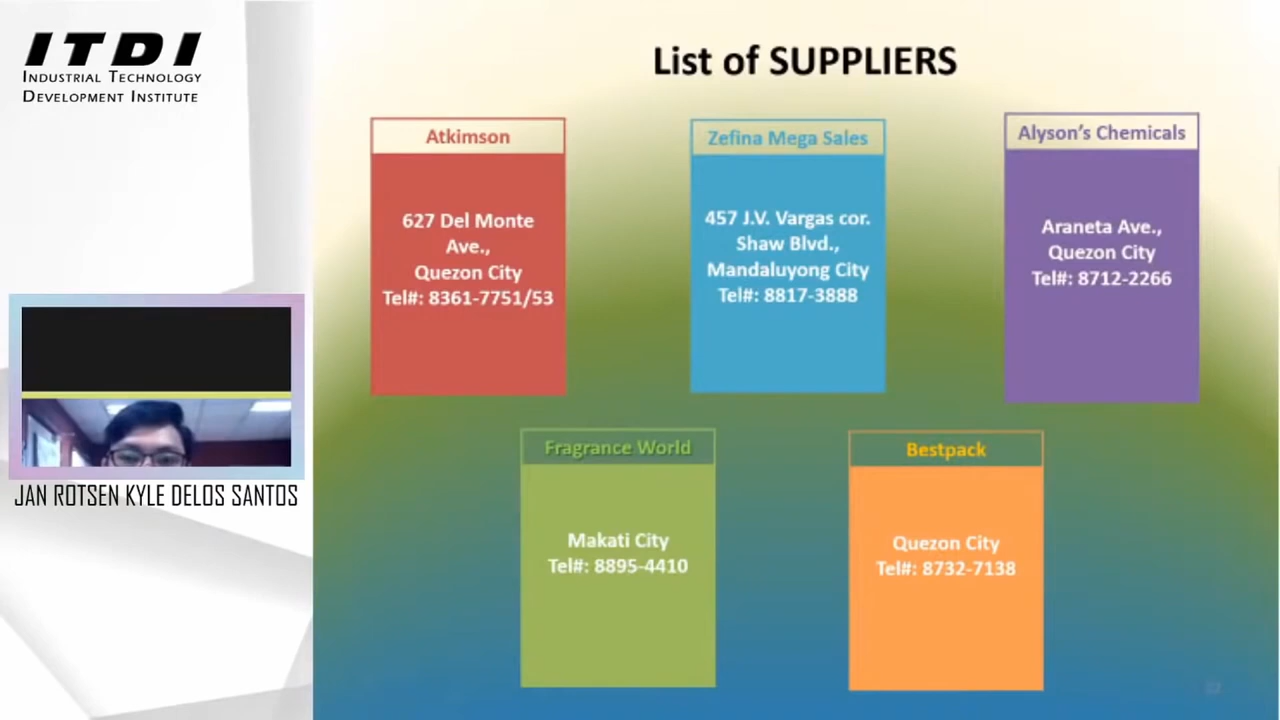 ITDI
INDUSTRIAL TECHNOLOGY
DEVELOPMENT INSTITUTE
JAN ROTSEN KYLE DELOS SANTOS
List of SUPPLIERS
Atkimson
627 Del Monte
Ave.,
Quezon City
Tel#: 8361-7751/53
Zefina Mega Sales
457 J.V. Vargas cor.
Shaw Blvd.,
Mandaluyong City
Tel#: 8817-3888
Alyson's Chemicals
Araneta Ave.,
Quezon City
Tel#: 8712-2266
Fragrance World
Makati City
Tel#: 8895-4410
Bestpack
Quezon City
Tel#: 8732-7138